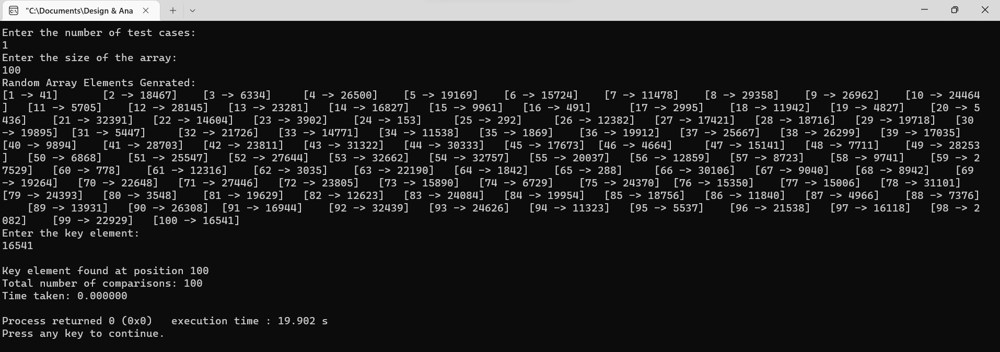 "C:\Documents\Design & Ana
Enter the number of test cases:
1
Enter the size of the array:
100
Random Array Elements Genrated:
[1 -> 41]       [2 -> 18467]    [3 -> 6334]     [4 -> 26500]    [5 -> 19169]    [6 -> 15724]    [7 -> 11478]    [8 -> 29358]    [9 -> 26962]    [10 -> 24464
]   [11 -> 5705]    [12 -> 28145]   [13 -> 23281]   [14 -> 16827]   [15 -> 9961]   [16 -> 491]      [17 -> 2995]    [18 -> 11942]   [19 -> 4827]    [20 -> 5
436]    [21 -> 32391]   [22 -> 14604]   [23 -> 3902]    [24 -> 153]     [25 -> 292]     [26 -> 12382]   [27 -> 17421]   [28 -> 18716]   [29 -> 19718]   [30
-> 19895]  [31 -> 5447]     [32 -> 21726]   [33 -> 14771]   [34 -> 11538]   [35 -> 1869]    [36 -> 19912]   [37 -> 25667]   [38 -> 26299]   [39 -> 17035]
[40 -> 9894]    [41 -> 28703]   [42 -> 23811]   [43 -> 31322]   [44 -> 30333]   [45 -> 17673]  [46 -> 4664]     [47 -> 15141]   [48 -> 7711]    [49 -> 28253
]   [50 -> 6868]    [51 -> 25547]   [52 -> 27644]   [53 -> 32662]   [54 -> 32757]   [55 -> 20037]   [56 -> 12859]   [57 -> 8723]    [58 -> 9741]    [59 -> 2
7529]   [60 -> 778]    [61 -> 12316]    [62 -> 3035]    [63 -> 22190]   [64 -> 1842]    [65 -> 288]     [66 -> 30106]   [67 -> 9040]    [68 -> 8942]    [69
-> 19264]   [70 -> 22648]   [71 -> 27446]   [72 -> 23805]   [73 -> 15890]   [74 -> 6729]    [75 -> 24370]  [76 -> 15350]    [77 -> 15006]   [78 -> 31101]
[79 -> 24393]   [80 -> 3548]    [81 -> 19629]   [82 -> 12623]   [83 -> 24084]   [84 -> 19954]   [85 -> 18756]   [86 -> 11840]   [87 -> 4966]    [88 -> 7376]
    [89 -> 13931]   [90 -> 26308]  [91 -> 16944]    [92 -> 32439]   [93 -> 24626]   [94 -> 11323]   [95 -> 5537]    [96 -> 21538]   [97 -> 16118]   [98 -> 2
082]    [99 -> 22929]   [100 -> 16541]
Enter the key element:
16541
Key element found at position 100
Total number of comparisons: 100
Time taken: 0.000000
Process returned 0 (0x0)   execution time : 19.902 s
Press any key to continue.